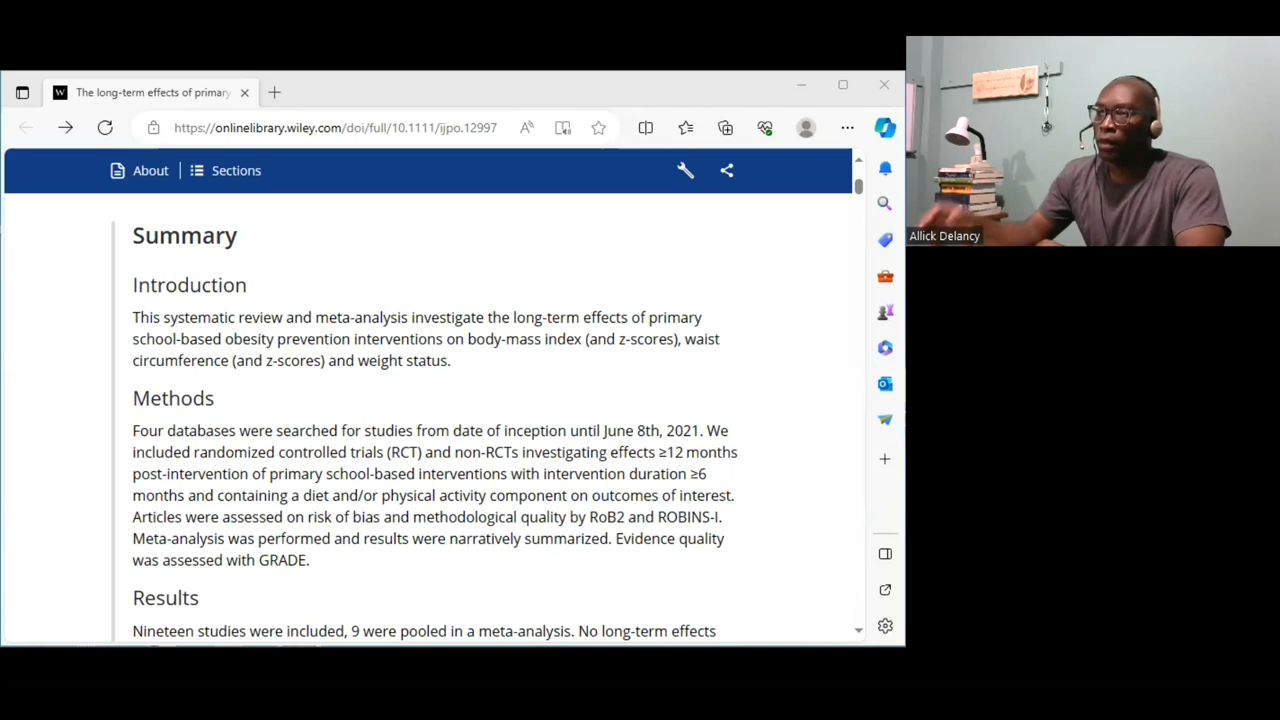 The long-term effects of primary
https://onlinelibrary.wiley.com/doi/full/10.1111/ijpo.12997
About
Sections
Summary
Introduction
This systematic review and meta-analysis investigate the long-term effects of primary
school-based obesity prevention interventions on body-mass index (and z-scores), waist
circumference (and z-scores) and weight status.
Methods
Four databases were searched for studies from date of inception until June 8th, 2021. We
included randomized controlled trials (RCT) and non-RCTs investigating effects ≥12 months
post-intervention of primary school-based interventions with intervention duration ≥6
months and containing a diet and/or physical activity component on outcomes of interest.
Articles were assessed on risk of bias and methodological quality by RoB2 and ROBINS-I.
Meta-analysis was performed and results were narratively summarized. Evidence quality
was assessed with GRADE.
Results
Nineteen studies were included, 9 were pooled in a meta-analysis. No long-term effects
Allick Delancy